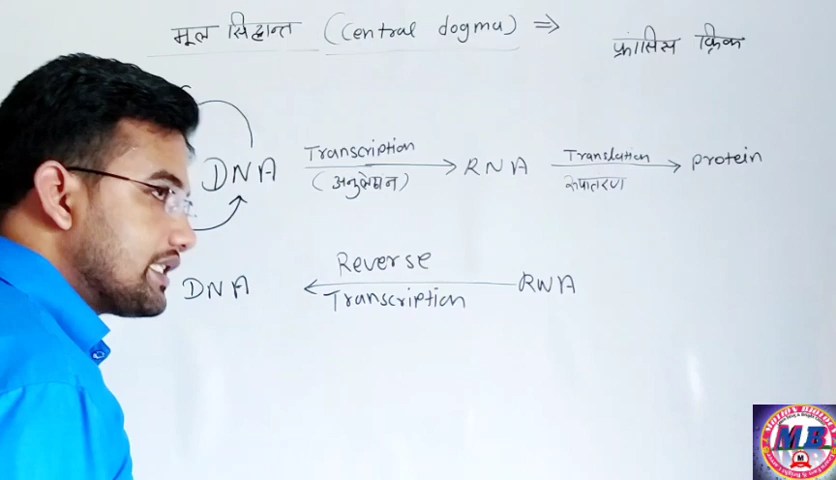 मूल सिद्धान्त (Central dogma) ⇒ फ्रांसिस क्रिक
DNA Transcription → RNA Translation → protein
(अनुलेखन) रूपांतरण
DNA ← Reverse Transcription RNA
MB
M